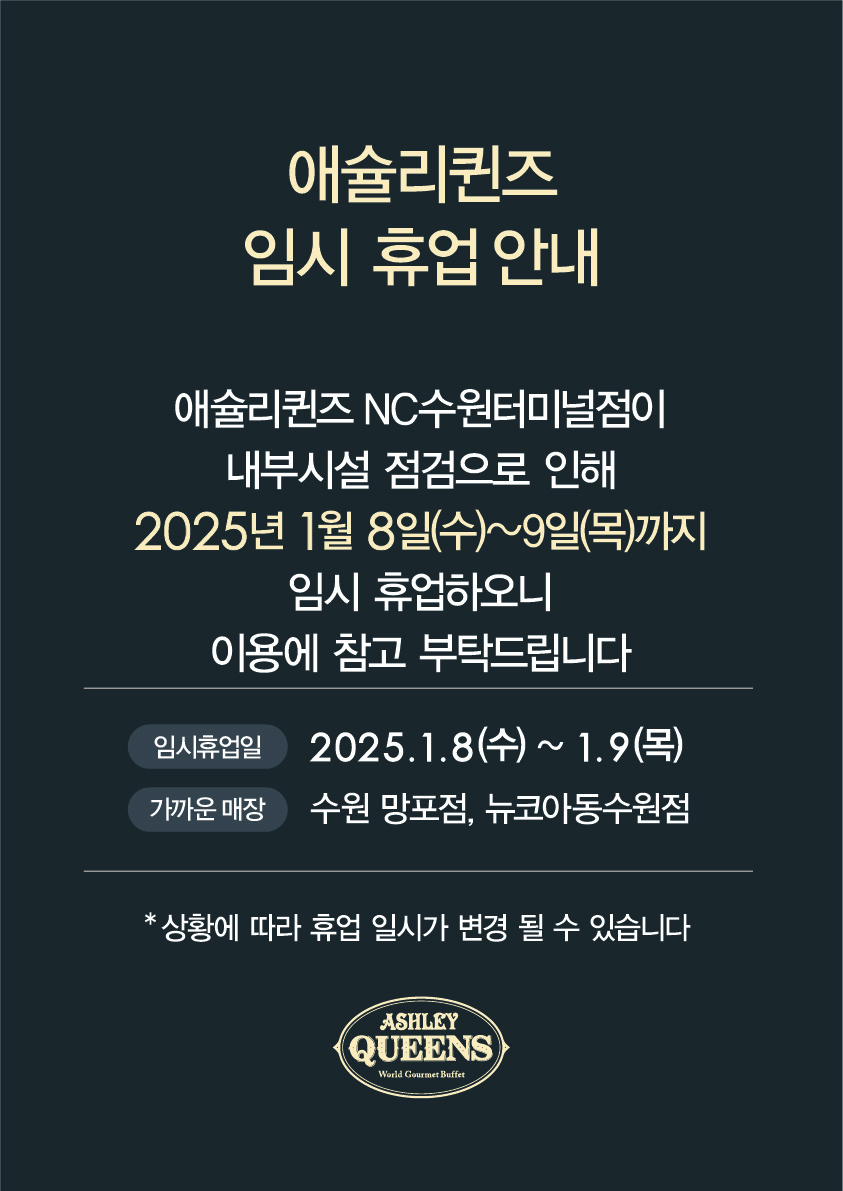 애슐리퀸즈
임시 휴업 안내
애슐리퀸즈 NC수원터미널점이
내부시설 점검으로 인해
2025년 1월 8일(수)~9일(목)까지
임시 휴업하오니
이용에 참고 부탁드립니다
임시휴업일 2025.1.8(수) ~ 1.9(목)
가까운 매장 수원 망포점, 뉴코아동수원점
*상황에 따라 휴업 일시가 변경 될 수 있습니다
ASHLEY
QUEENS
World Gourmet Buffet